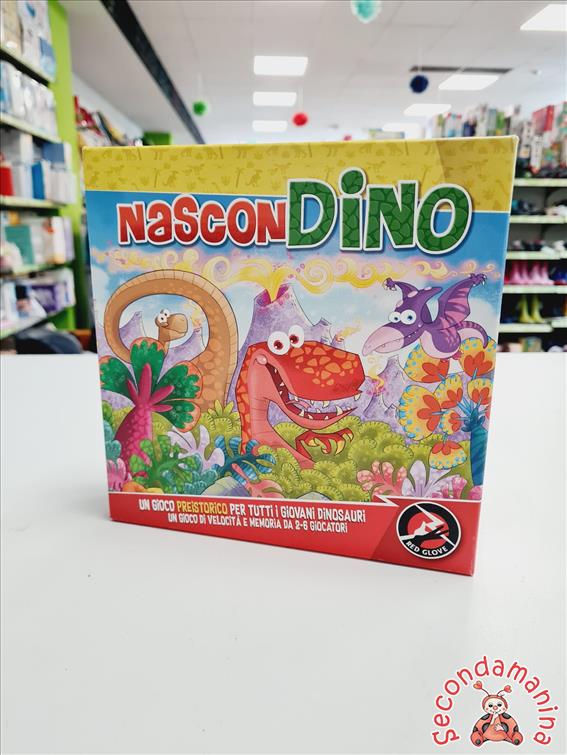 NASCONDINO
UN GIOCO PREISTORICO PER TUTTI I GIOVANI DINOSAURI
UN GIOCO DI VELOCITÀ E MEMORIA DA 2-6 GIOCATORI
RED GLOVE
Secondamanina